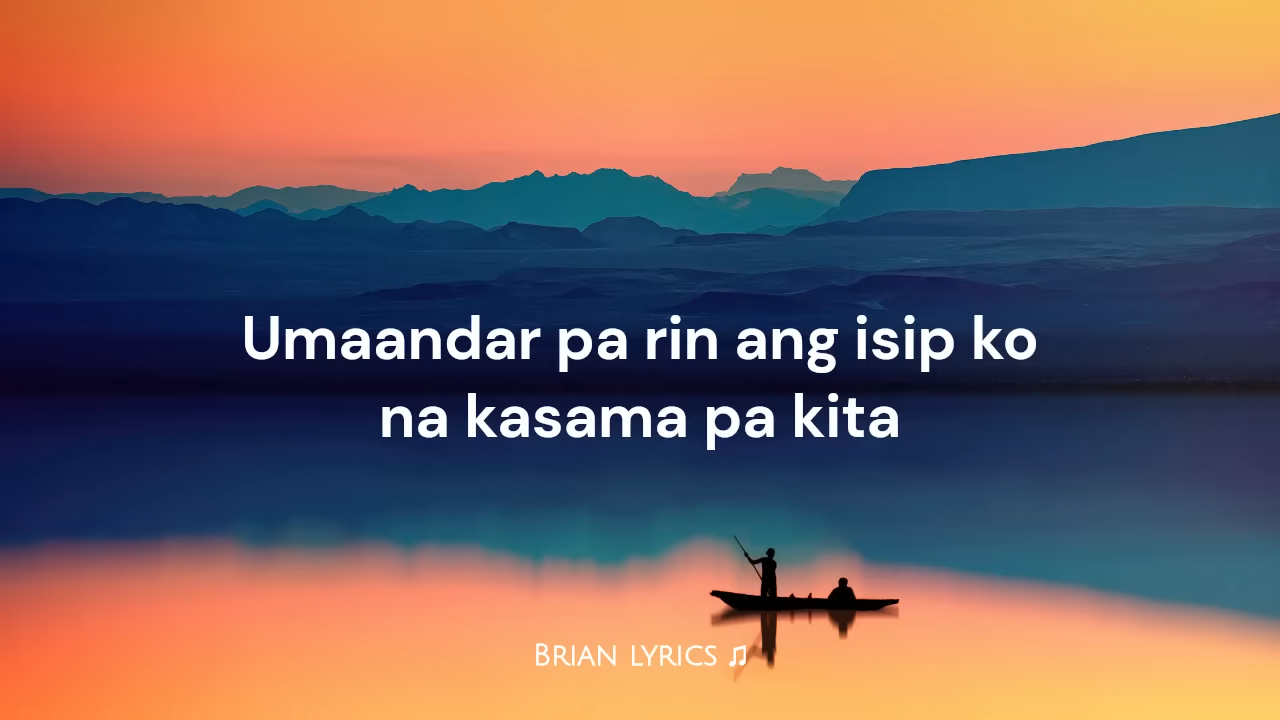 Umaandar pa rin ang isip ko
na kasama pa kita
Brian lyrics ♫